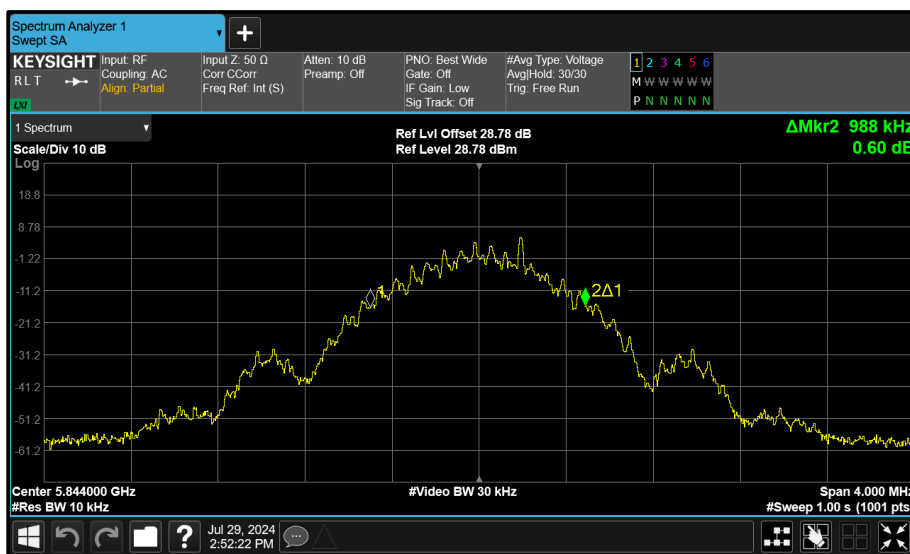 Spectrum Analyzer 1
Swept SA
+
KEYSIGHT
RLT
LXI
Input: RF
Coupling: AC
Align: Partial
Input Z: 50 Ω
Corr CCorr
Freq Ref: Int (S)
Atten: 10 dB
Preamp: Off
PNO: Best Wide
Gate: Off
IF Gain: Low
Sig Track: Off
#Avg Type: Voltage
Avg|Hold: 30/30
Trig: Free Run
1 2 3 4 5 6
M W W W W W
P N N N N N
1 Spectrum
Scale/Div 10 dB
Log
Ref Lvl Offset 28.78 dB
Ref Level 28.78 dBm
ΔMkr2 988 kHz
0.60 dB
18.8
8.78
-1.22
-11.2
-21.2
-31.2
-41.2
-51.2
-61.2
1
2Δ1
Center 5.844000 GHz
#Res BW 10 kHz
#Video BW 30 kHz
Span 4.000 MHz
#Sweep 1.00 s (1001 pts
?
Jul 29, 2024
2:52:22 PM